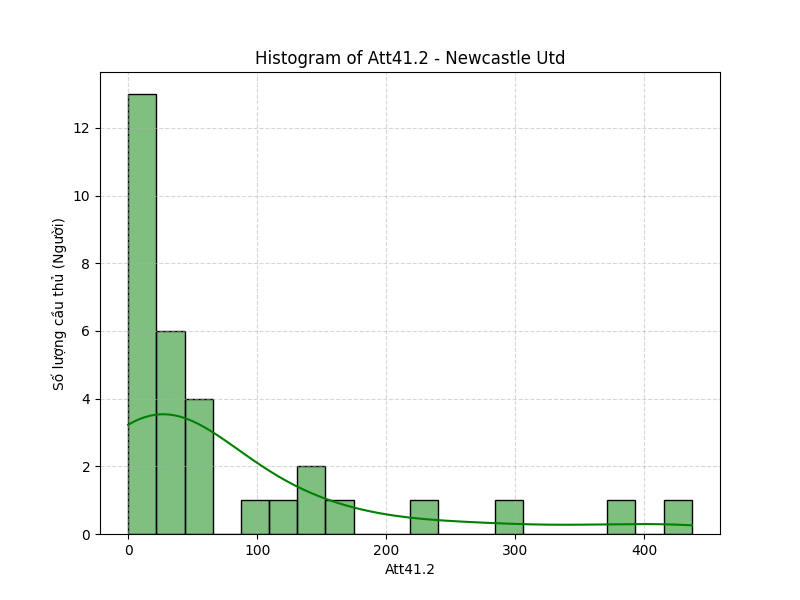 Histogram of Att41.2 - Newcastle Utd
Số lượng cầu thủ (Người)
12
10
8
6
4
2
0
0 100 200 300 400
Att41.2